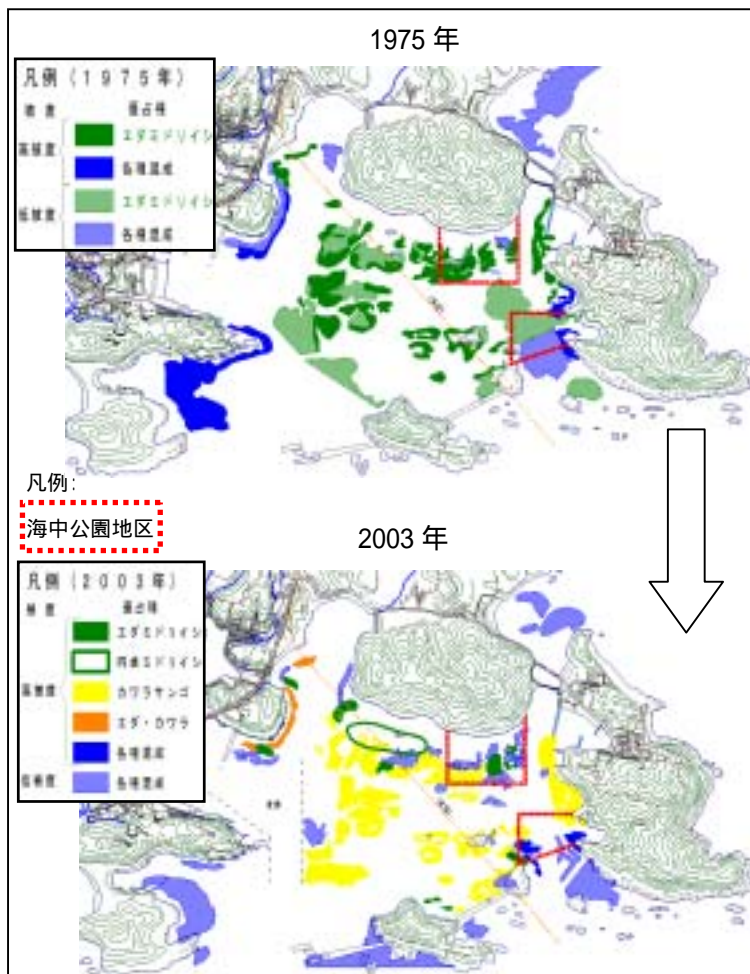 1975 年
凡例(1975年)
密度
優占種
高被度
エダミドリイシ
各種混成
低被度
エダミドリイシ
各種混成
凡例:
海中公園地区
2003 年
凡例(2003年)
優占種
エダミドリイシ
ミドリイシ
カワラサンゴ
エダ・カワラ
高被度
各種混成
低被度
各種混成